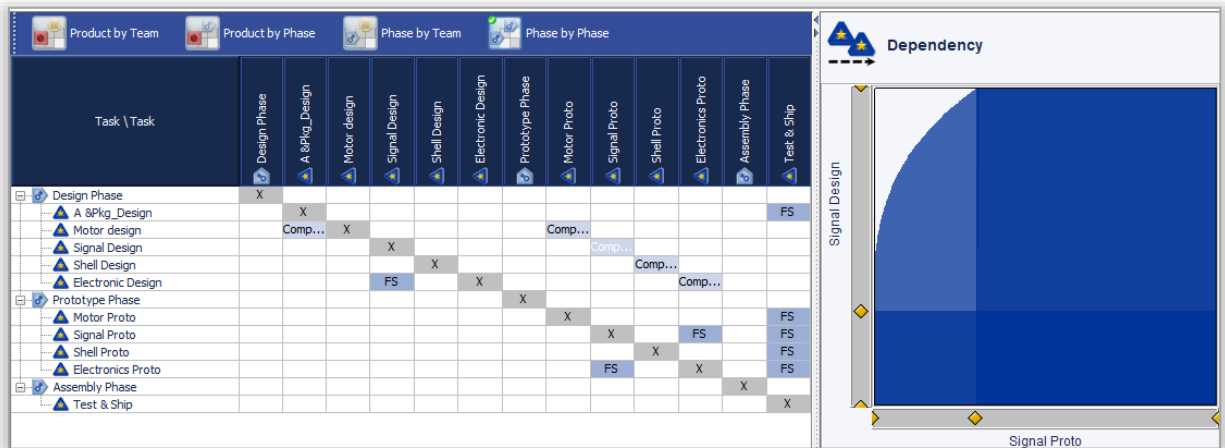 Product by Team Product by Phase Phase by Team Phase by Phase
Task \ Task
Design Phase
A &Pkg_Design
Motor design
Signal Design
Shell Design
Electronic Design
Prototype Phase
Motor Proto
Signal Proto
Shell Proto
Electronics Proto
Assembly Phase
Test & Ship
Design Phase X
A &Pkg_Design X FS
Motor design Comp... X Comp...
Signal Design X Comp...
Shell Design X Comp...
Electronic Design FS X Comp...
Prototype Phase X
Motor Proto X FS
Signal Proto X FS FS
Shell Proto X FS
Electronics Proto FS X FS
Assembly Phase X
Test & Ship X
Dependency
Signal Design
Signal Proto